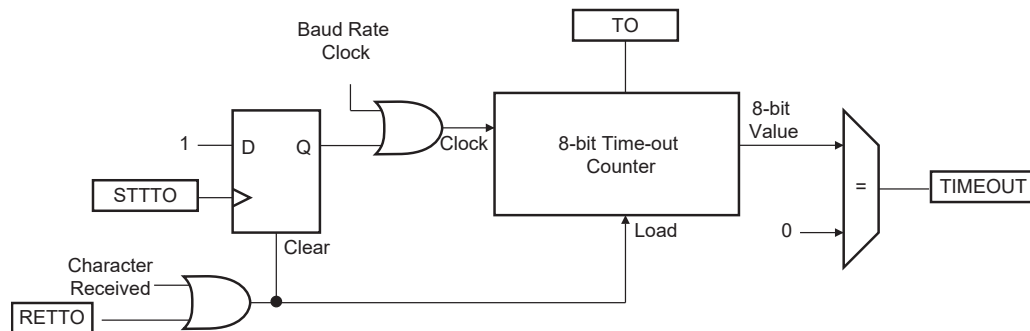 TO
Baud Rate
Clock
8-bit
Value
1
D
Q
Clock
8-bit Time-out
Counter
STTTO
=
TIMEOUT
0
Clear
Load
Character
Received
RETTO